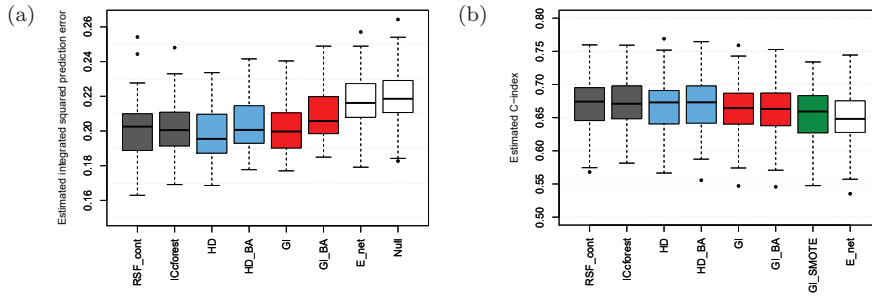 (a)
Estimated integrated squared prediction error
0.26
0.24
0.22
0.20
0.18
0.16
RSF_cont
ICcforest
HD
HD_BA
GI
GI_BA
E_net
Null
(b)
Estimated C-index
0.80
0.75
0.70
0.65
0.60
0.55
0.50
RSF_cont
ICcforest
HD
HD_BA
GI
GI_BA
GI_SMOTE
E_net